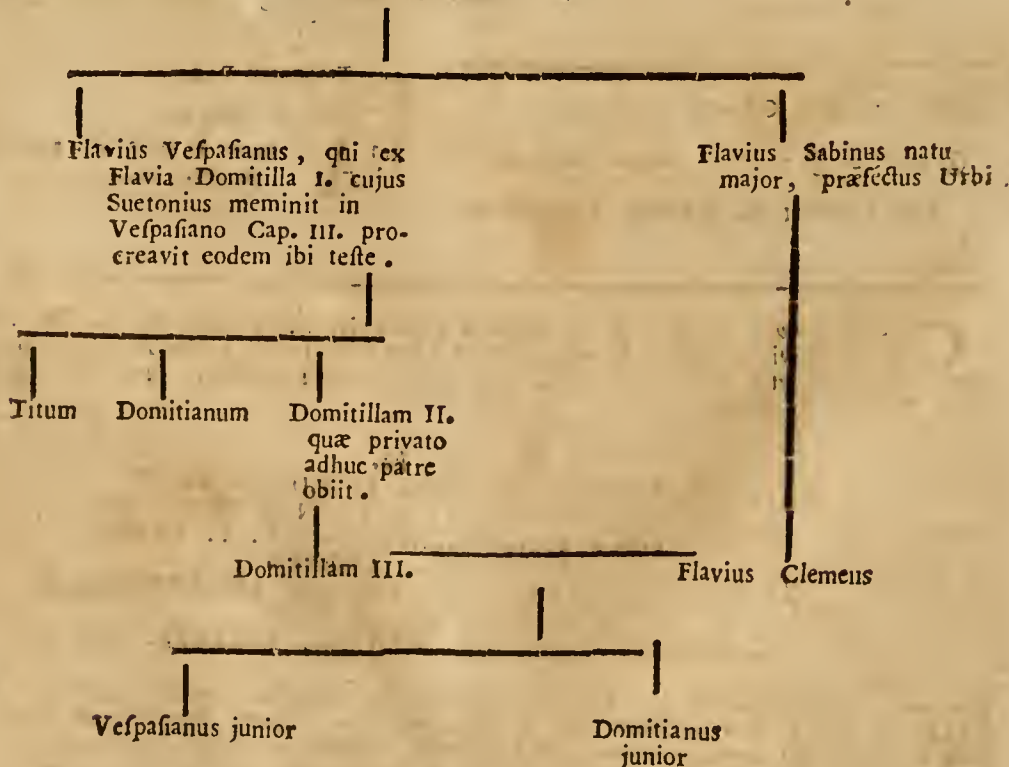 Flavius Veſpaſianus, qui ex
Flavia Domitilla I. cujus
Suetonius meminit in
Veſpaſiano Cap. III. pro-
creavit eodem ibi teſte.
Flavius Sabinus natu
major, præfectus Urbi.
Titum
Domitianum
Domitillam II.
quæ privato
adhuc patre
obiit.
Domitillam III.
Flavius Clemens
Veſpaſianus junior
Domitianus
junior